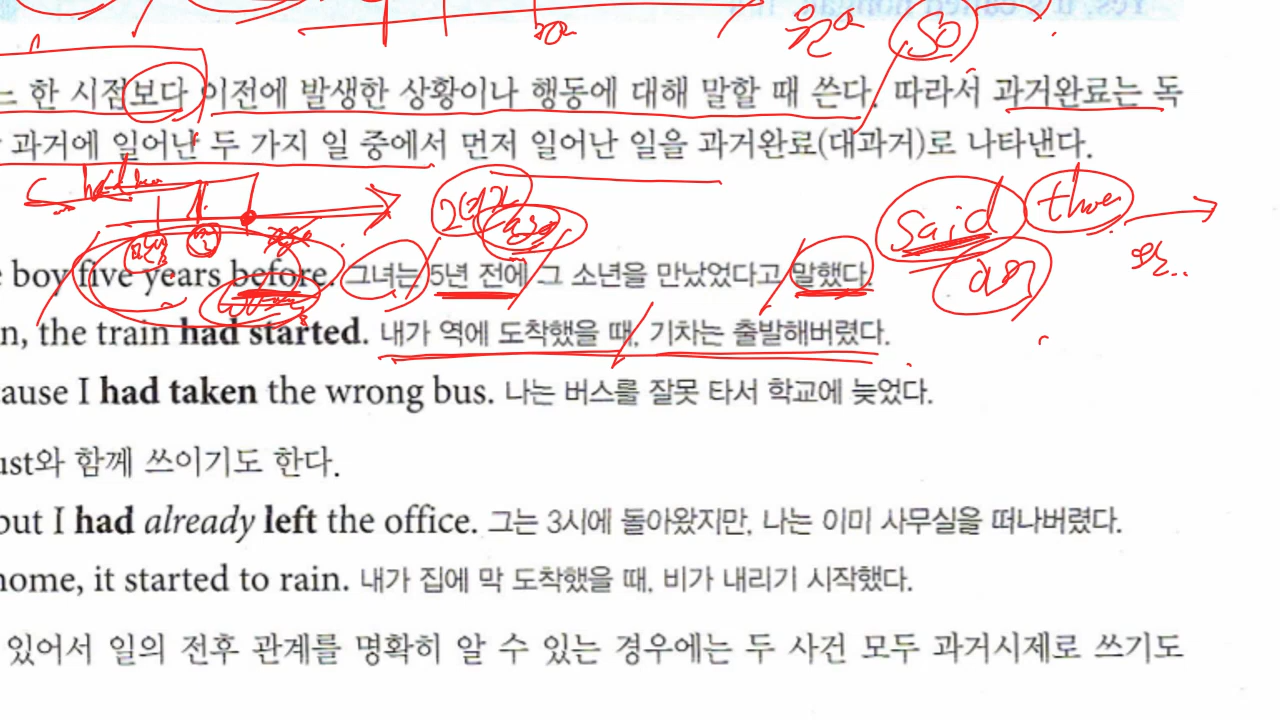 Yes, it's called
SO
느 한 시점보다 이전에 발생한 상황이나 행동에 대해 말할 때 쓴다. 따라서 과거완료는 독
과거에 일어난 두 가지 일 중에서 먼저 일어난 일을 과거완료(대과거)로 나타낸다.
said
e boy five years before. 그녀는 5년 전에 그 소년을 만났었다고 말했다.
n, the train had started. 내가 역에 도착했을 때, 기차는 출발해버렸다.
ause I had taken the wrong bus. 나는 버스를 잘못 타서 학교에 늦었다.
ust와 함께 쓰이기도 한다.
but I had already left the office. 그는 3시에 돌아왔지만, 나는 이미 사무실을 떠나버렸다.
home, it started to rain. 내가 집에 막 도착했을 때, 비가 내리기 시작했다.
있어서 일의 전후 관계를 명확히 알 수 있는 경우에는 두 사건 모두 과거시제로 쓰기도